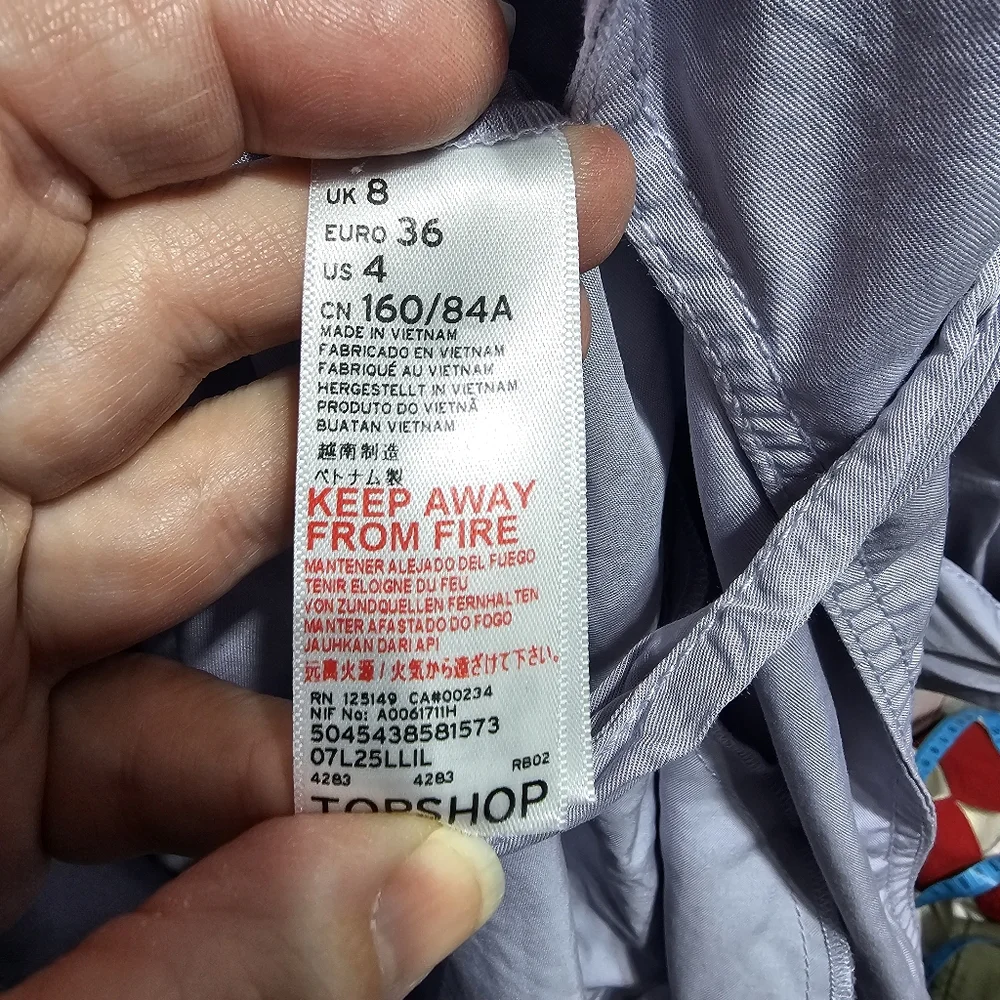 UK 8
EURO 36
US 4
CN 160/84A
MADE IN VIETNAM
FABRICADO EN VIETNAM
FABRIQUÉ AU VIETNAM
HERGESTELLT IN VIETNAM
PRODUTO DO VIETNÃ
BUATAN VIETNAM
越南制造
ベトナム製
KEEP AWAY
FROM FIRE
MANTENER ALEJADO DEL FUEGO
TENIR ELOIGNE DU FEU
VON ZUNDQUELLEN FERNHALTEN
MANTER AFASTADO DO FOGO
JAUHKAN DARI API
远离火源/火気から遠ざけて下さい。
RN 125149 CA#00234
NIF No: A0061711H
5045438581573
07L25LLIL RB02
4283 4283
TOPSHOP